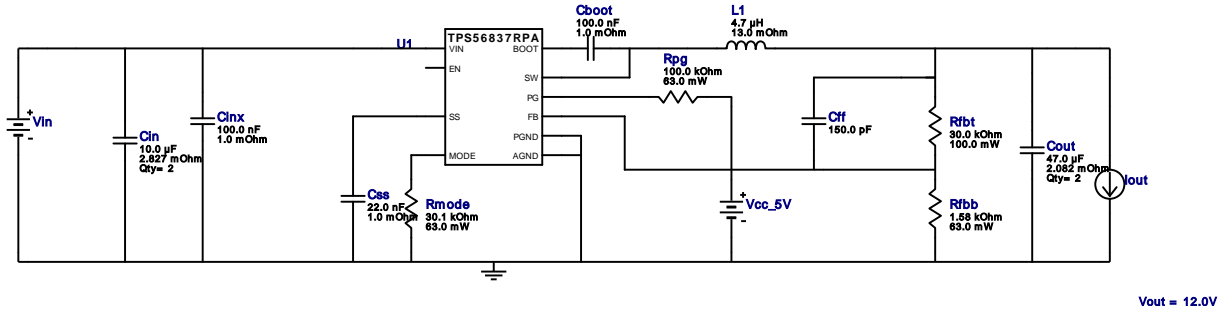 Vin
Cin
10.0 µF
2.827 mOhm
Qty= 2
Cinx
100.0 nF
1.0 mOhm
U1
TPS56837RPA
VIN
BOOT
EN
SW
PG
SS
FB
PGND
MODE
AGND
Css
22.0 nF
1.0 mOhm
Rmode
30.1 kOhm
63.0 mW
Cboot
100.0 nF
1.0 mOhm
L1
4.7 µH
13.0 mOhm
Rpg
100.0 kOhm
63.0 mW
Vcc_5V
Cff
150.0 pF
Rfbt
30.0 kOhm
100.0 mW
Rfbb
1.58 kOhm
63.0 mW
Cout
47.0 µF
2.082 mOhm
Qty= 2
Iout
Vout = 12.0V